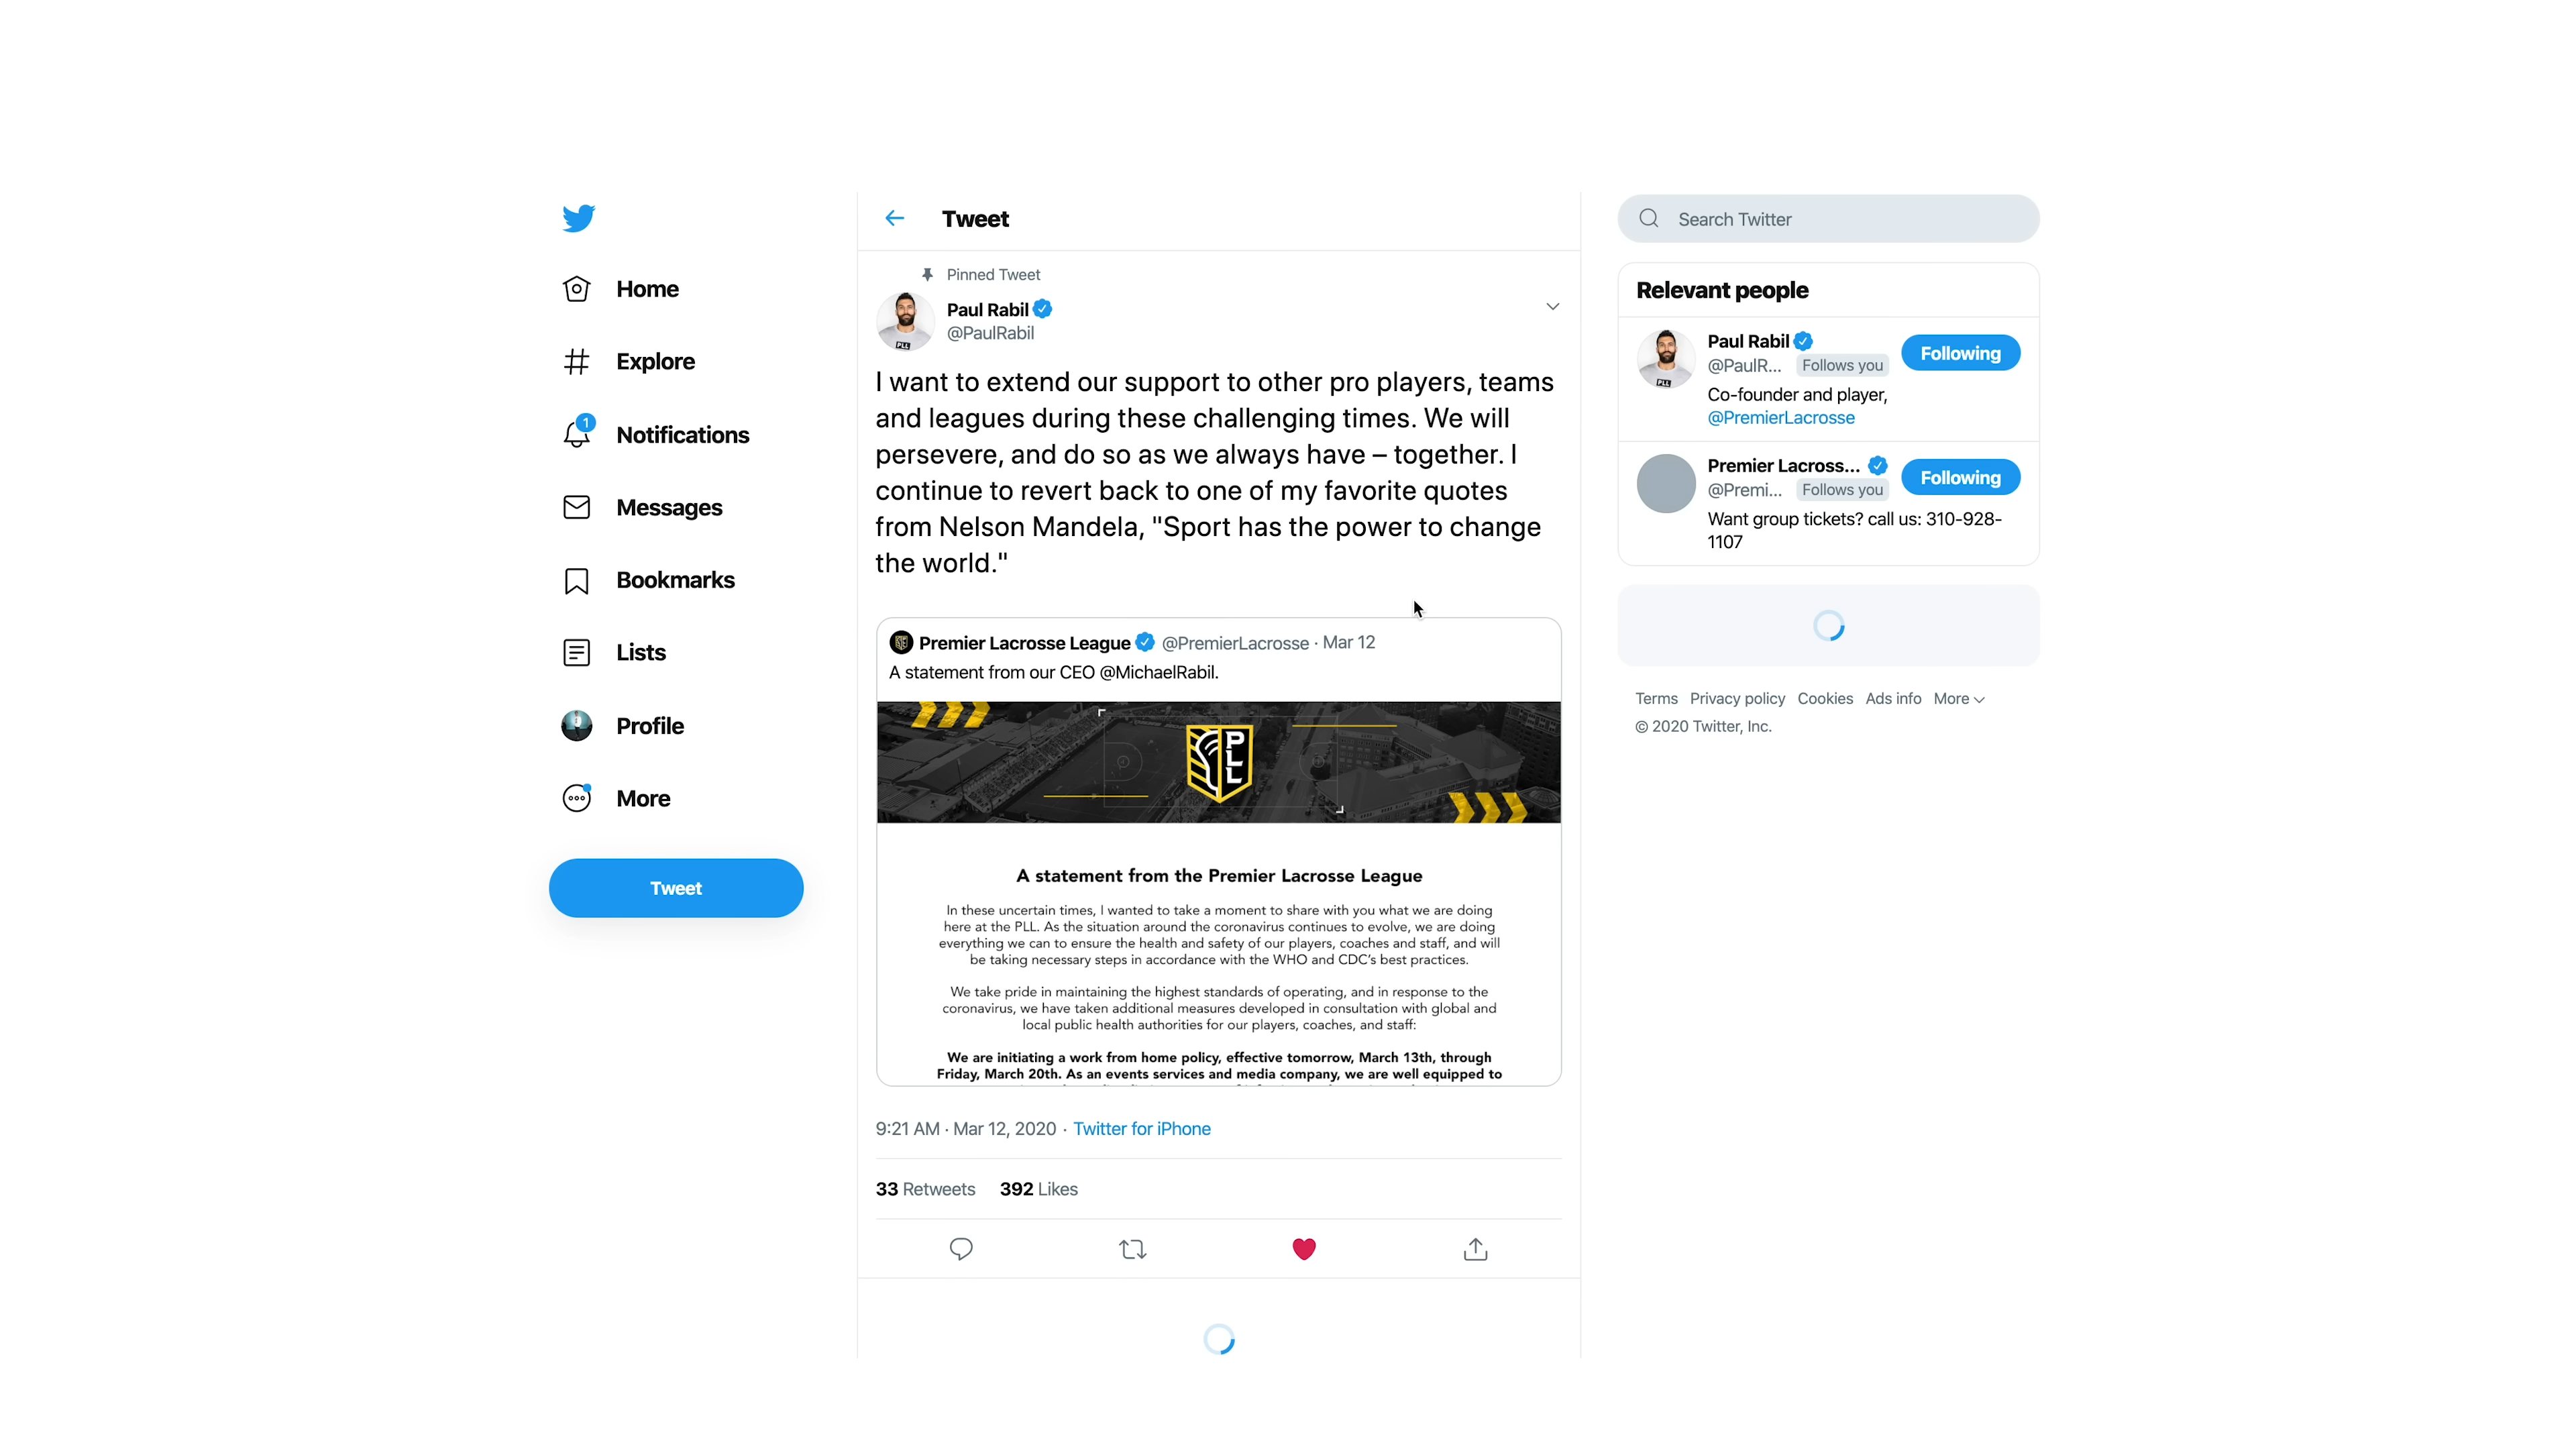 Home
Explore
1
Notifications
Messages
Bookmarks
Lists
Profile
More
Tweet
Tweet
Pinned Tweet
Paul Rabil
@PaulRabil
I want to extend our support to other pro players, teams
and leagues during these challenging times. We will
persevere, and do so as we always have – together. I
continue to revert back to one of my favorite quotes
from Nelson Mandela, "Sport has the power to change
the world."
Premier Lacrosse League @PremierLacrosse · Mar 12
A statement from our CEO @MichaelRabil.
PLL
A statement from the Premier Lacrosse League
In these uncertain times, I wanted to take a moment to share with you what we are doing
here at the PLL. As the situation around the coronavirus continues to evolve, we are doing
everything we can to ensure the health and safety of our players, coaches and staff, and will
be taking necessary steps in accordance with the WHO and CDC's best practices.
We take pride in maintaining the highest standards of operating, and in response to the
coronavirus, we have taken additional measures developed in consultation with global and
local public health authorities for our players, coaches, and staff:
We are initiating a work from home policy, effective tomorrow, March 13th, through
Friday, March 20th. As an events services and media company, we are well equipped to
9:21 AM · Mar 12, 2020 · Twitter for iPhone
33 Retweets 392 Likes
Search Twitter
Relevant people
Paul Rabil
@PaulR... Follows you
Following
Co-founder and player,
@PremierLacrosse
Premier Lacross...
@Premi... Follows you
Following
Want group tickets? call us: 310-928-
1107
Terms Privacy policy Cookies Ads info More
© 2020 Twitter, Inc.